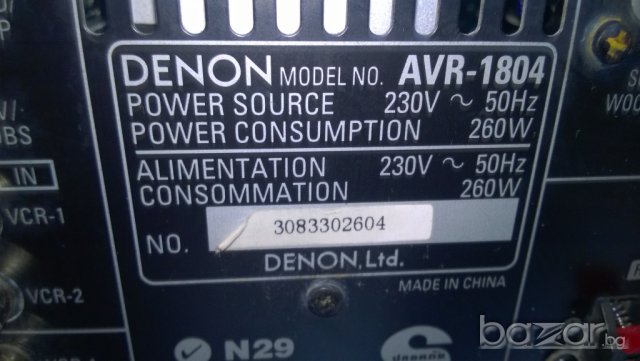 DENON MODEL NO. AVR-1804
POWER SOURCE 230V ~ 50Hz
POWER CONSUMPTION 260W
ALIMENTATION 230V ~ 50Hz
CONSOMMATION 260W
NO. 3083302604
DENON, Ltd.
MADE IN CHINA
IN
VCR-1
VCR-2
N29
bazar.bg